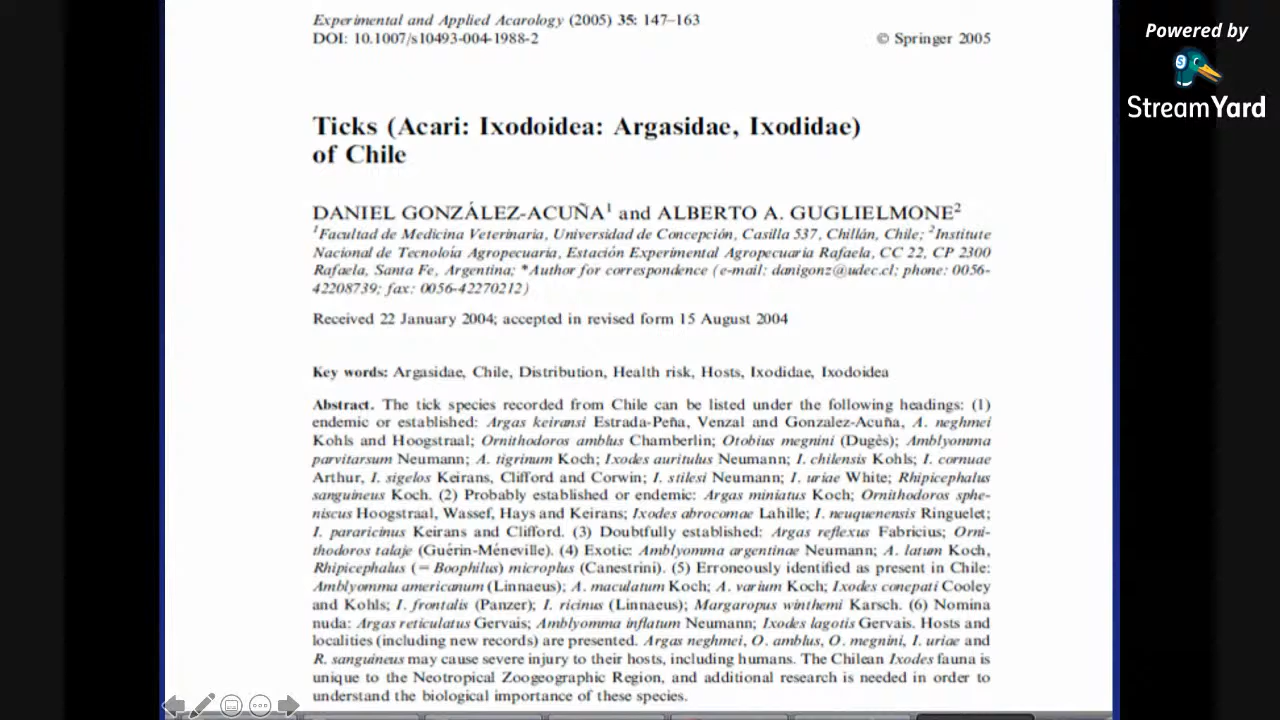 Experimental and Applied Acarology (2005) 35: 147–163
DOI: 10.1007/s10493-004-1988-2
© Springer 2005
Powered by
StreamYard
Ticks (Acari: Ixodoidea: Argasidae, Ixodidae)
of Chile
DANIEL GONZÁLEZ-ACUÑA¹ and ALBERTO A. GUGLIELMONE²
¹Facultad de Medicina Veterinaria, Universidad de Concepción, Casilla 537, Chillán, Chile; ²Institute
Nacional de Tecnoloía Agropecuaria, Estación Experimental Agropecuaria Rafaela, CC 22, CP 2300
Rafaela, Santa Fe, Argentina; *Author for correspondence (e-mail: danigonz@udec.cl; phone: 0056-
42208739; fax: 0056-42270212)
Received 22 January 2004; accepted in revised form 15 August 2004
Key words: Argasidae, Chile, Distribution, Health risk, Hosts, Ixodidae, Ixodoidea
Abstract. The tick species recorded from Chile can be listed under the following headings: (1)
endemic or established: Argas keiransi Estrada-Peña, Venzal and Gonzalez-Acuña, A. neghmei
Kohls and Hoogstraal; Ornithodoros amblus Chamberlin; Otobius megnini (Dugès); Amblyomma
parvitarsum Neumann; A. tigrinum Koch; Ixodes auritulus Neumann; I. chilensis Kohls; I. cornuae
Arthur, I. sigelos Keirans, Clifford and Corwin; I. stilesi Neumann; I. uriae White; Rhipicephalus
sanguineus Koch. (2) Probably established or endemic: Argas miniatus Koch; Ornithodoros sphe-
niscus Hoogstraal, Wassef, Hays and Keirans; Ixodes abrocomae Lahille; I. neuquenensis Ringuelet;
I. pararicinus Keirans and Clifford. (3) Doubtfully established: Argas reflexus Fabricius; Orni-
thodoros talaje (Guérin-Méneville). (4) Exotic: Amblyomma argentinae Neumann; A. latum Koch,
Rhipicephalus (= Boophilus) microplus (Canestrini). (5) Erroneously identified as present in Chile:
Amblyomma americanum (Linnaeus); A. maculatum Koch; A. varium Koch; Ixodes conepati Cooley
and Kohls; I. frontalis (Panzer); I. ricinus (Linnaeus); Margaropus winthemi Karsch. (6) Nomina
nuda: Argas reticulatus Gervais; Amblyomma inflatum Neumann; Ixodes lagotis Gervais. Hosts and
localities (including new records) are presented. Argas neghmei, O. amblus, O. megnini, I. uriae and
R. sanguineus may cause severe injury to their hosts, including humans. The Chilean Ixodes fauna is
unique to the Neotropical Zoogeographic Region, and additional research is needed in order to
understand the biological importance of these species.